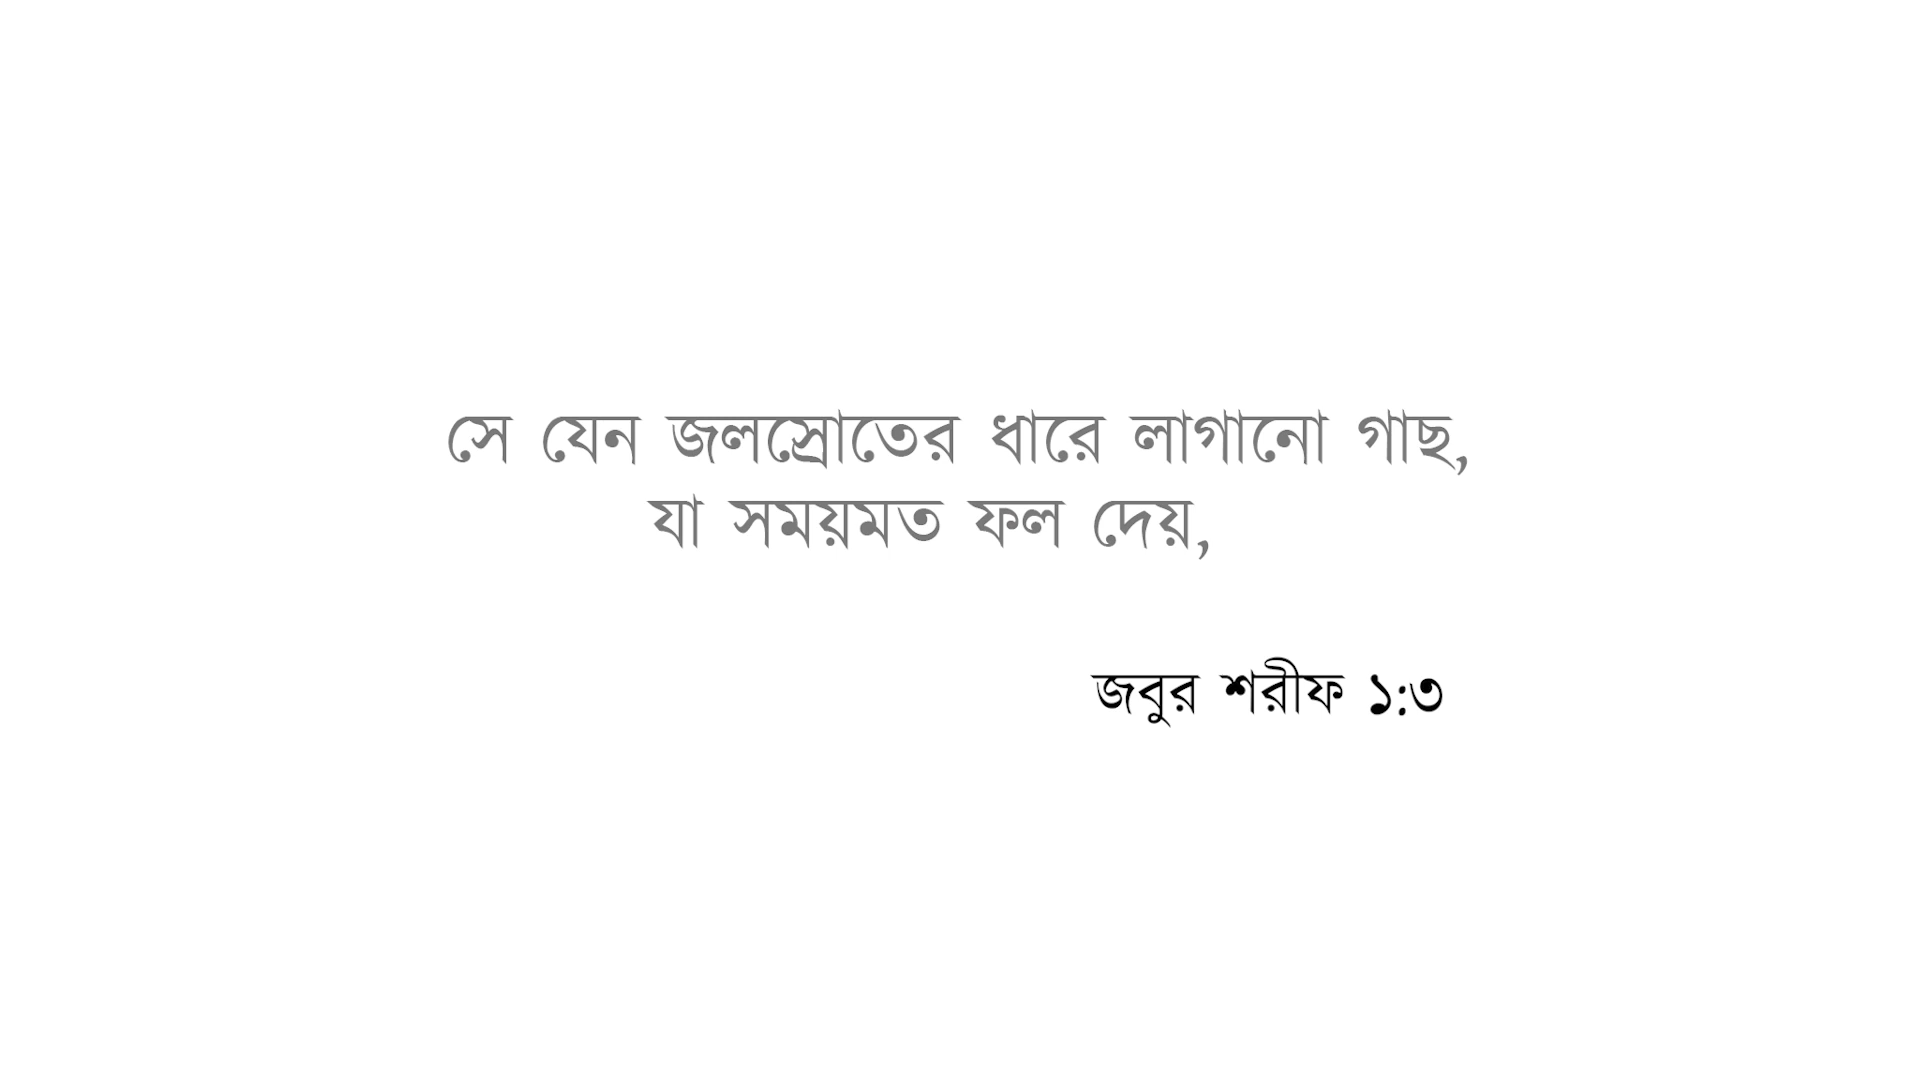 সে যেন জলস্রোতের ধারে লাগানো গাছ,
যা সময়মত ফল দেয়,
জবুর শরীফ ১:৩